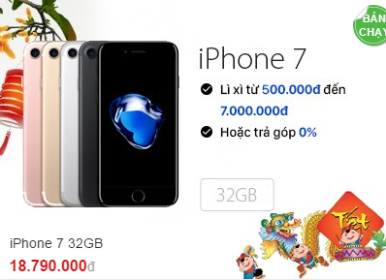 BÁN
CHẠY
iPhone 7
Lì xì từ 500.000đ đến
7.000.000đ
Hoặc trả góp 0%
32GB
Tết
iPhone 7 32GB
18.790.000đ